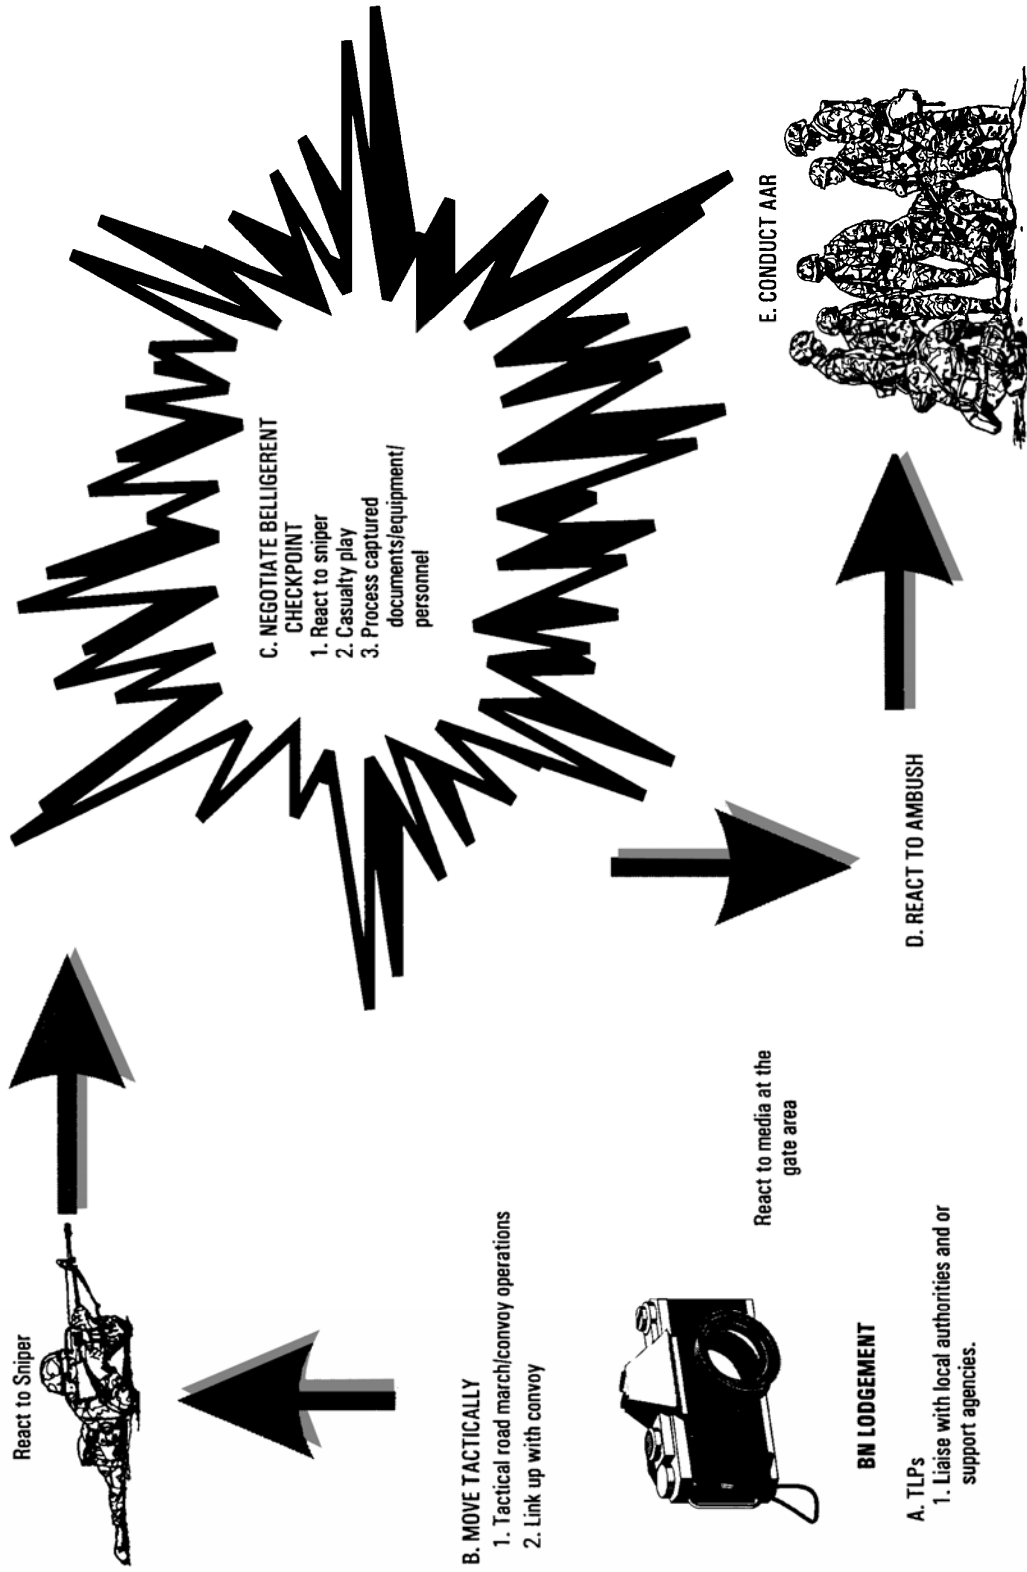 BN LODGEMENT
A. TLPs
1. Liaise with local authorities and or
support agencies.
React to media at the
gate area
B. MOVE TACTICALLY
1. Tactical road march/convoy operations
2. Link up with convoy
React to Sniper
C. NEGOTIATE BELLIGERENT
CHECKPOINT
1. React to sniper
2. Casualty play
3. Process captured
documents/equipment/
personnel
D. REACT TO AMBUSH
E. CONDUCT AAR